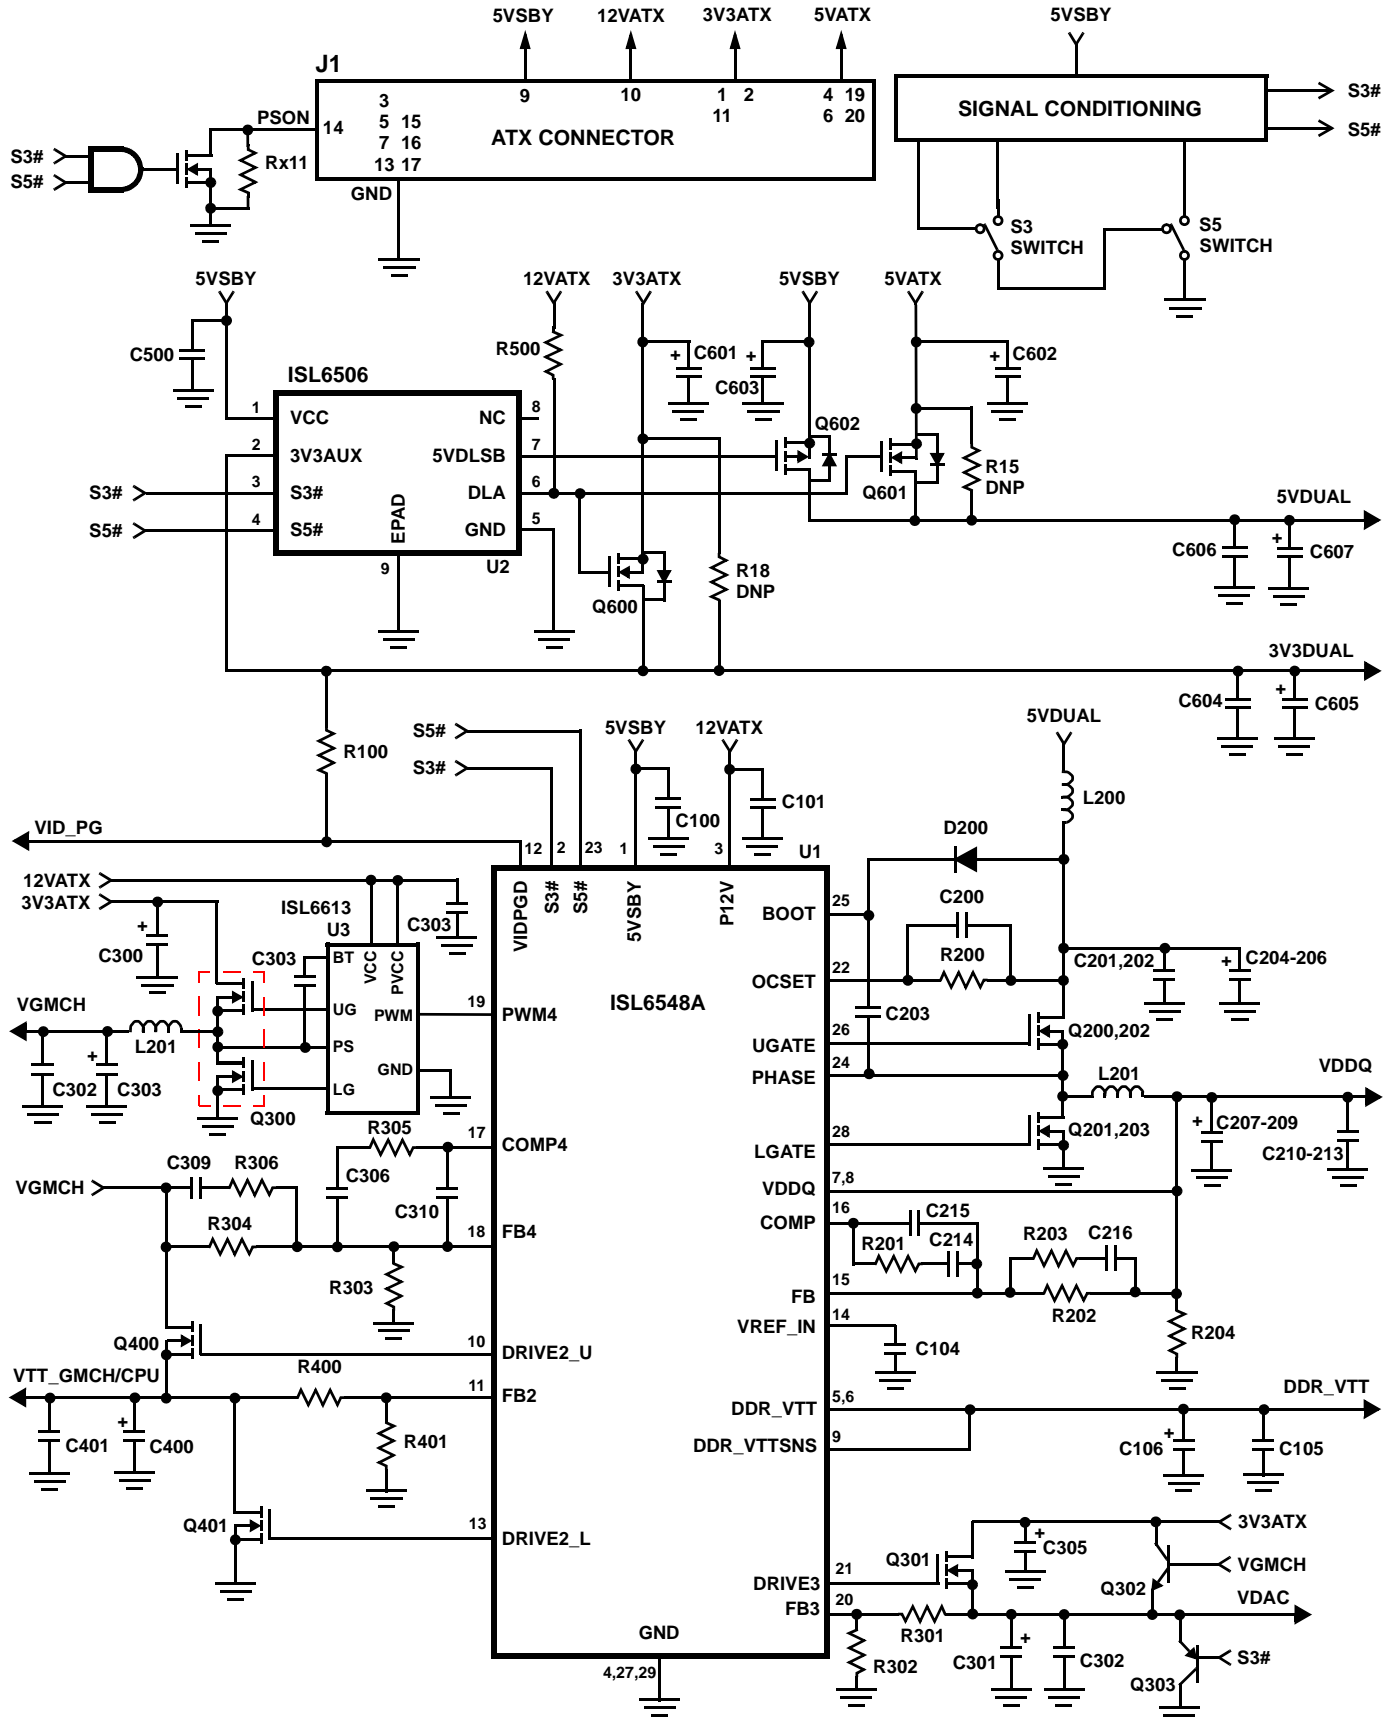 5VSBY 12VATX 3V3ATX 5VATX 5VSBY
J1
9 10 1 2 4 19
11 6 20
3
5 15
7 16
13 17
PSON 14
ATX CONNECTOR
GND
S3#
S5#
Rx11
SIGNAL CONDITIONING
S3#
S5#
S3
SWITCH
S5
SWITCH
5VSBY 12VATX 3V3ATX 5VSBY 5VATX
C500
R500
+ C601
+
C603
+ C602
ISL6506
1 VCC NC 8
2 3V3AUX 5VDLSB 7
S3# 3 S3# DLA 6
S5# 4 S5# GND 5
EPAD
9
U2
Q602
Q601
R15
DNP
5VDUAL
C606
+
C607
Q600
R18
DNP
3V3DUAL
C604
+
C605
R100
S5#
S3#
5VSBY 12VATX 5VDUAL
C100
C101
L200
VID_PG
D200
12 2 23 1 3 U1
VIDPGD S3# S5# 5VSBY P12V
12VATX
3V3ATX
ISL6613
U3
C303
+
C300
C303
BT VCC PVCC
UG PWM
PS GND
LG
VGMCH
L201
C302
+
C303
Q300
ISL6548A
19 PWM4
BOOT 25
C200
OCSET 22 R200
C201,202
+
C204-206
C203
UGATE 26
Q200,202
PHASE 24
L201 VDDQ
LGATE 28
Q201,203
+
C207-209
C210-213
VDDQ 7,8
R305
17 COMP4
C306
C310
VGMCH
C309 R306
R304
18 FB4
R303
COMP 16
C215
R201 C214
R203 C216
FB 15
R202
R204
VREF_IN 14
C104
Q400
10 DRIVE2_U
VTT_GMCH/CPU
R400
11 FB2
C401
+
C400
R401
DDR_VTT 5,6 DDR_VTT
DDR_VTTSNS 9
+
C106
C105
Q401
13 DRIVE2_L
3V3ATX
Q301
+
C305
VGMCH
DRIVE3 21
Q302
FB3 20
R301
VDAC
R302
+
C301
C302
Q303
S3#
GND
4,27,29